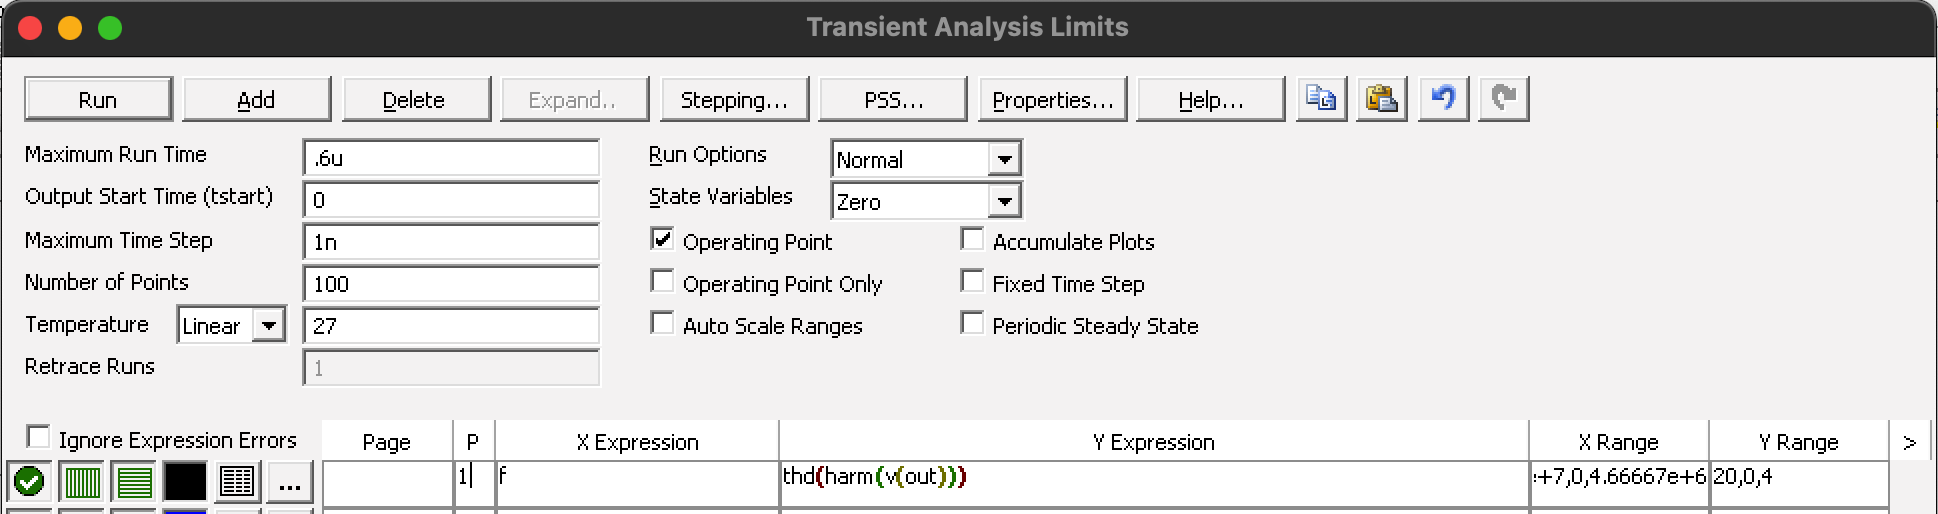 Transient Analysis Limits
Run Add Delete Expand.. Stepping... PSS... Properties... Help...
Maximum Run Time .6u Run Options Normal
Output Start Time (tstart) 0 State Variables Zero
Maximum Time Step 1n Operating Point Accumulate Plots
Number of Points 100 Operating Point Only Fixed Time Step
Temperature Linear 27 Auto Scale Ranges Periodic Steady State
Retrace Runs 1
Ignore Expression Errors Page P X Expression Y Expression X Range Y Range >
... 1 f thd(harm(v(out))) +7,0,4.66667e+6 20,0,4